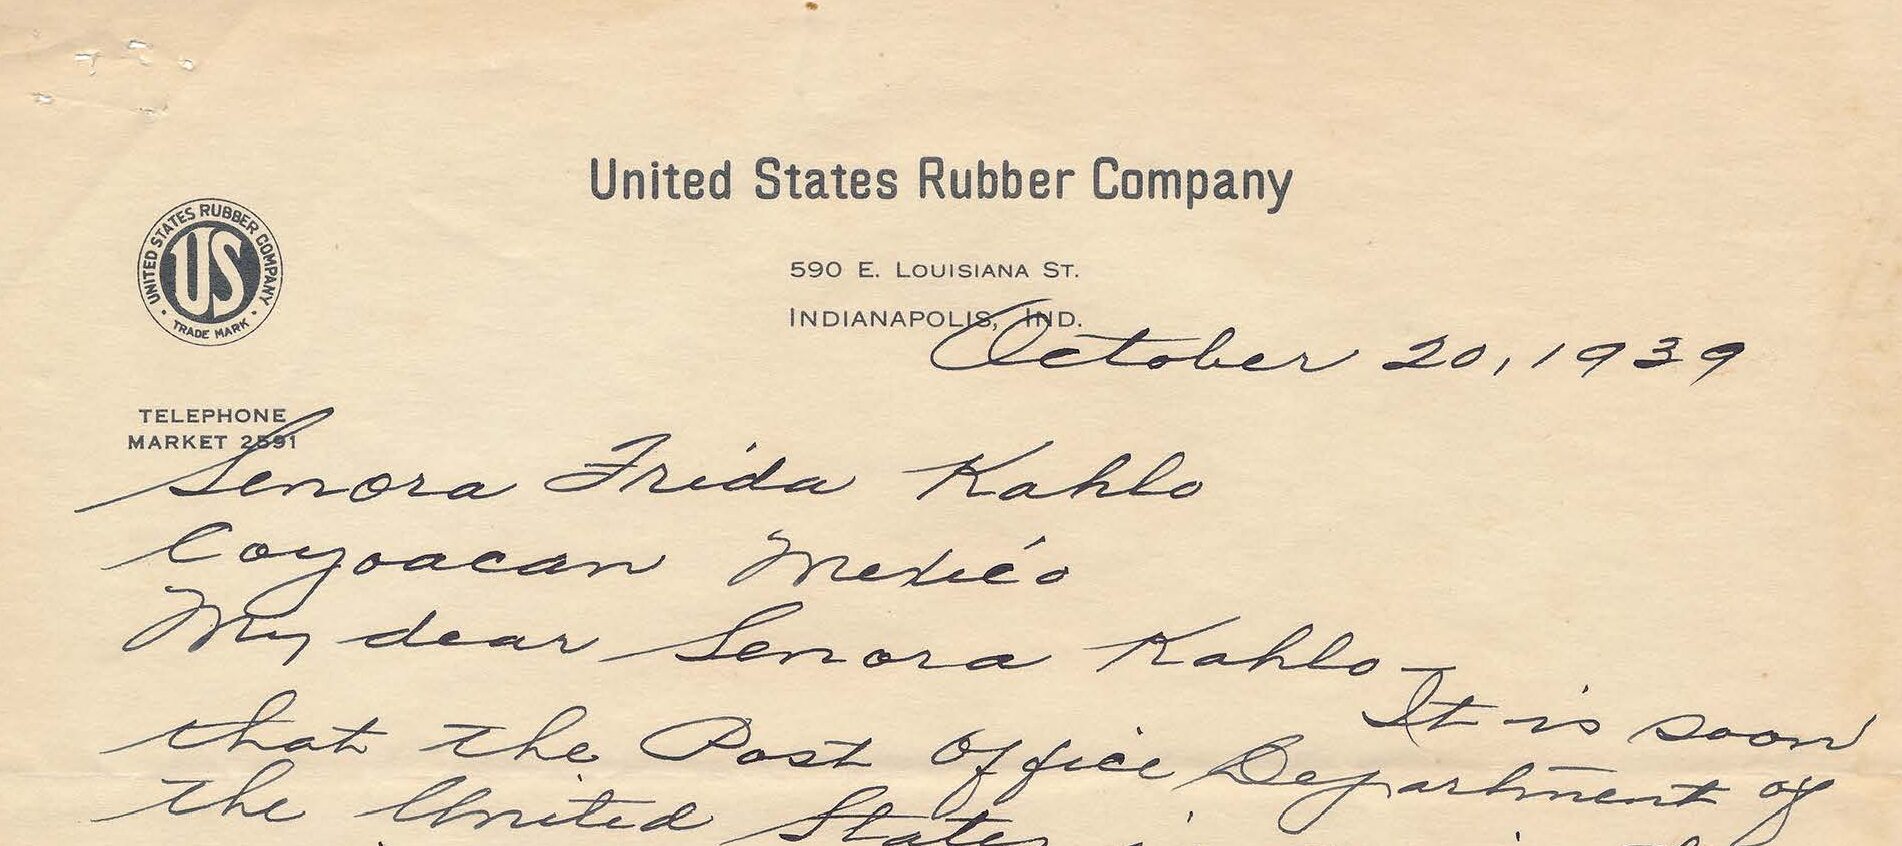 United States Rubber Company
UNITED STATES RUBBER COMPANY
US
TRADE MARK
590 E. LOUISIANA ST.
INDIANAPOLIS, IND.
October 20, 1939
TELEPHONE
MARKET 2591
Senora Frida Kahlo
Coyoacan Mexico
My dear Senora Kahlo—
It is soon
that the Post Office Department of
the United States